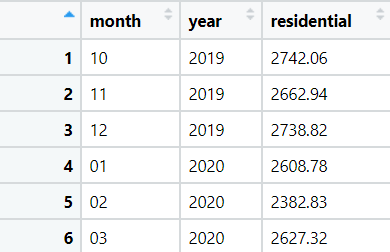 month year residential
1 10 2019 2742.06
2 11 2019 2662.94
3 12 2019 2738.82
4 01 2020 2608.78
5 02 2020 2382.83
6 03 2020 2627.32